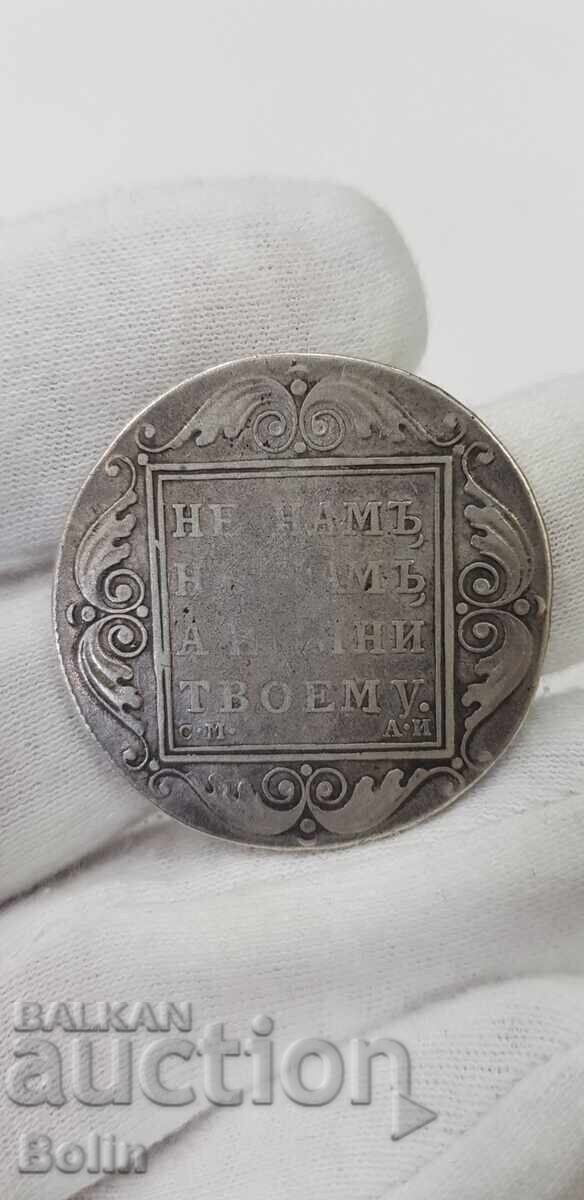 НЕ НАМЪ
НАМЪ
А
ТВОЕМУ.
С·М· А·И
BALKAN
auction
Bolin